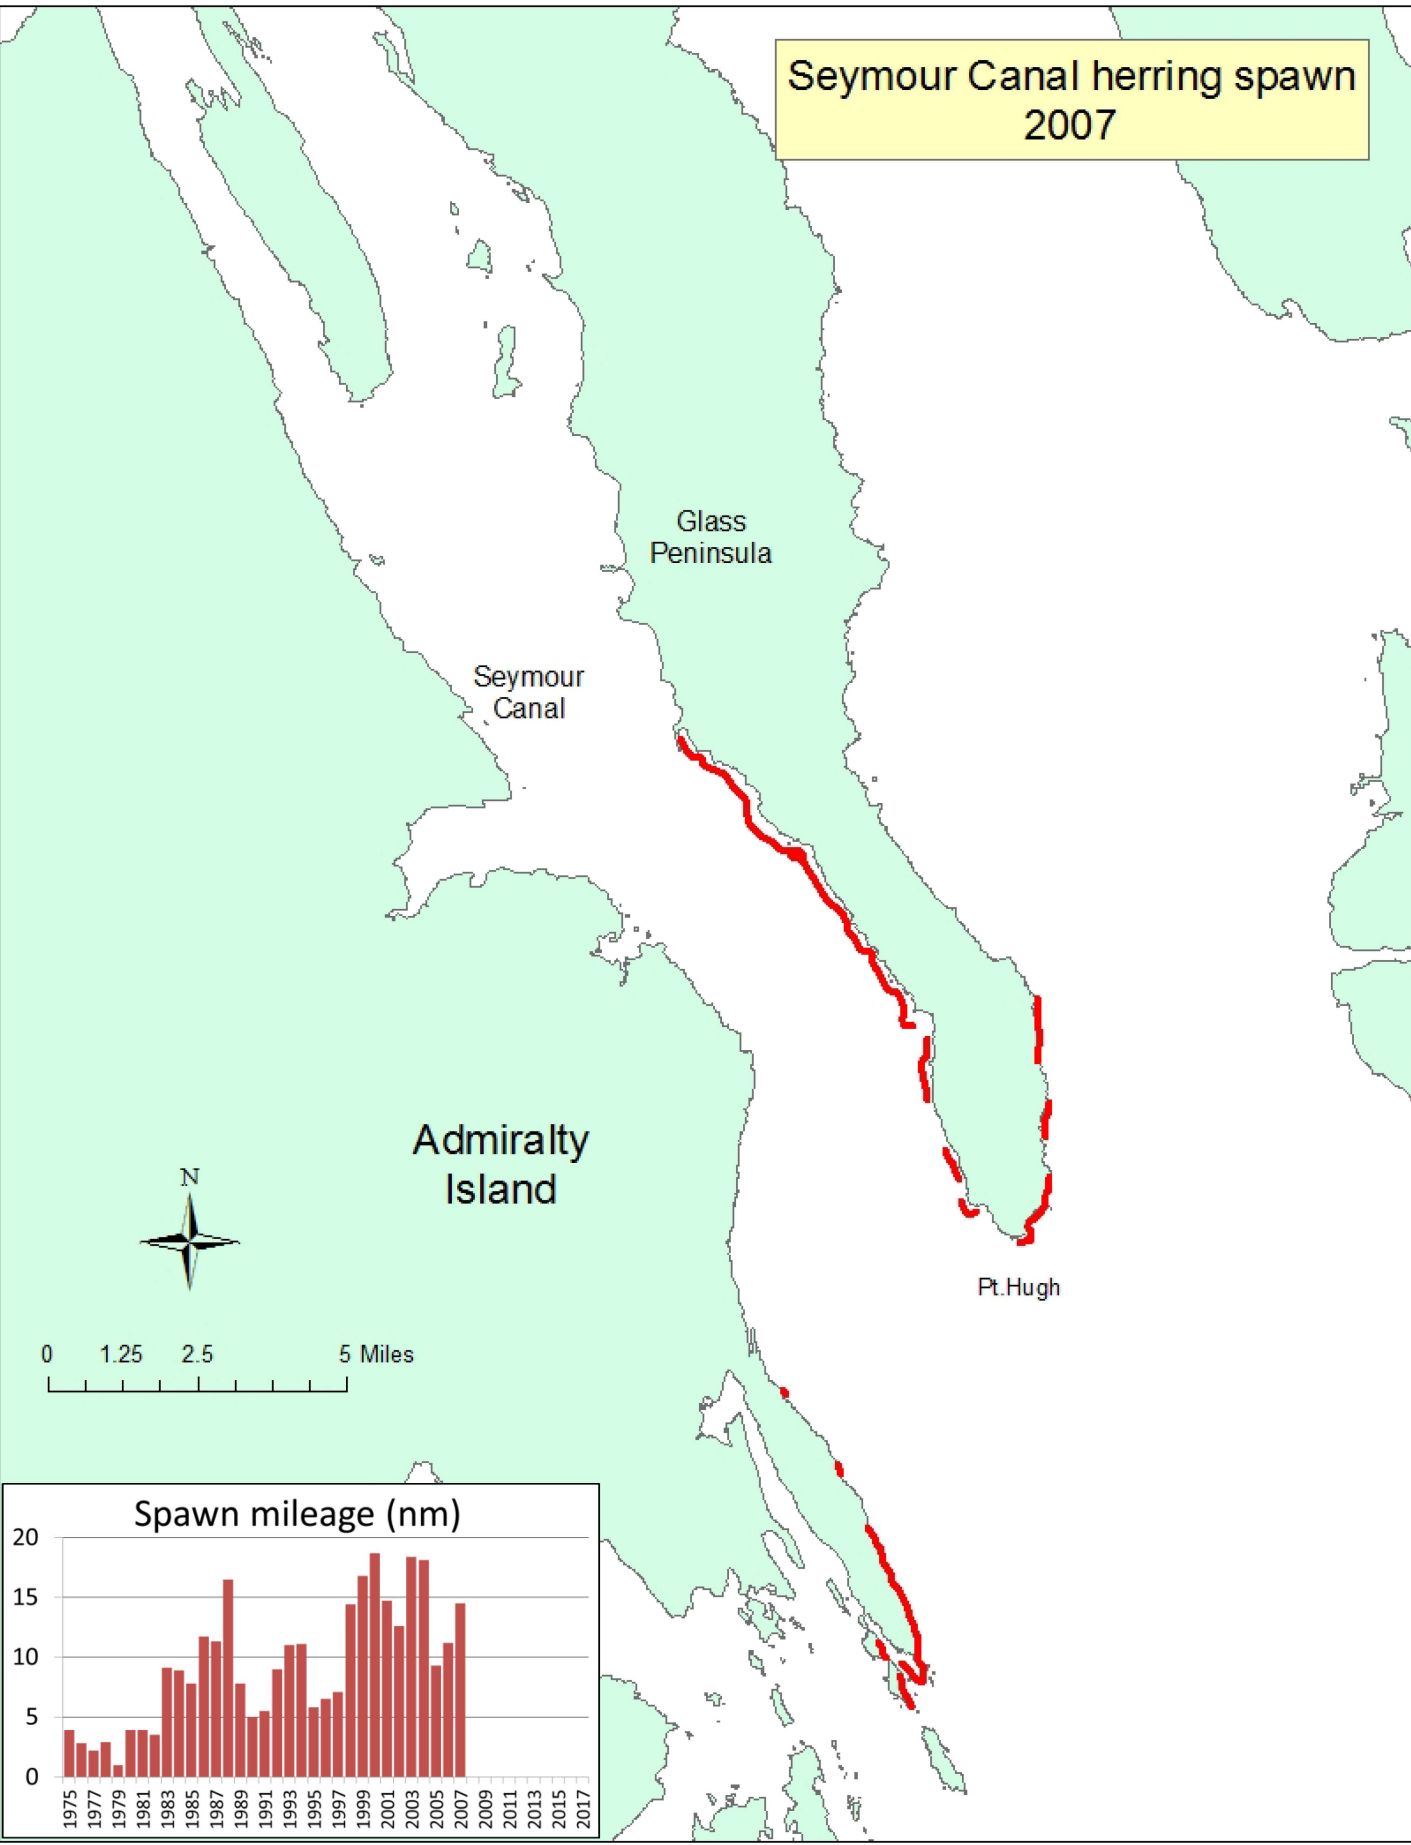 Seymour Canal herring spawn
2007
Glass
Peninsula
Seymour
Canal
Admiralty
Island
N
Pt.Hugh
0 1.25 2.5 5 Miles
Spawn mileage (nm)
20
15
10
5
0
1975 1977 1979 1981 1983 1985 1987 1989 1991 1993 1995 1997 1999 2001 2003 2005 2007 2009 2011 2013 2015 2017